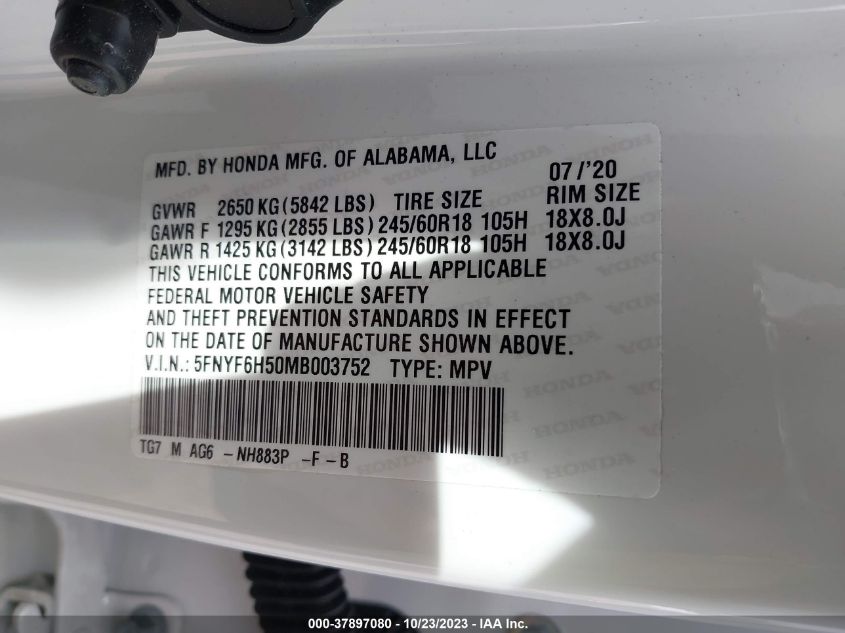 MFD. BY HONDA MFG. OF ALABAMA, LLC 07/'20
GVWR 2650 KG (5842 LBS) TIRE SIZE RIM SIZE
GAWR F 1295 KG (2855 LBS) 245/60R18 105H 18X8.0J
GAWR R 1425 KG (3142 LBS) 245/60R18 105H 18X8.0J
THIS VEHICLE CONFORMS TO ALL APPLICABLE
FEDERAL MOTOR VEHICLE SAFETY
AND THEFT PREVENTION STANDARDS IN EFFECT
ON THE DATE OF MANUFACTURE SHOWN ABOVE.
V.I.N.: 5FNYF6H50MB003752 TYPE: MPV
TG7 M AG6 -NH883P -F-B
000-37897080 - 10/23/2023 - IAA Inc.